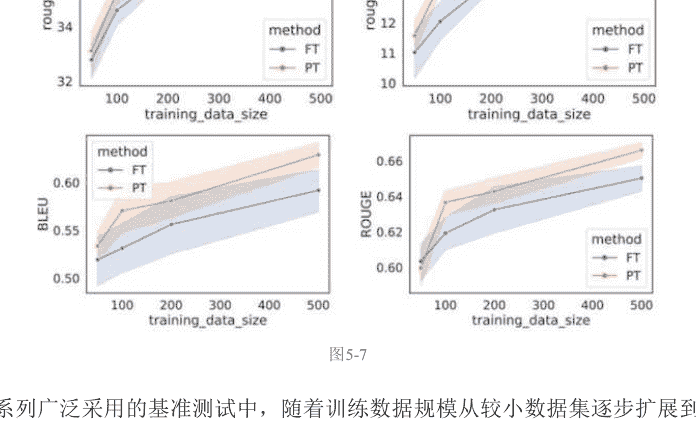 34
32
method
FT
PT
100 200 300 400 500
training_data_size
12
11
10
method
FT
PT
100 200 300 400 500
training_data_size
BLEU
0.60
0.55
0.50
method
FT
PT
100 200 300 400 500
training_data_size
ROUGE
0.66
0.64
0.62
0.60
method
FT
PT
100 200 300 400 500
training_data_size
图5-7
系列广泛采用的基准测试中，随着训练数据规模从较小数据集逐步扩展到